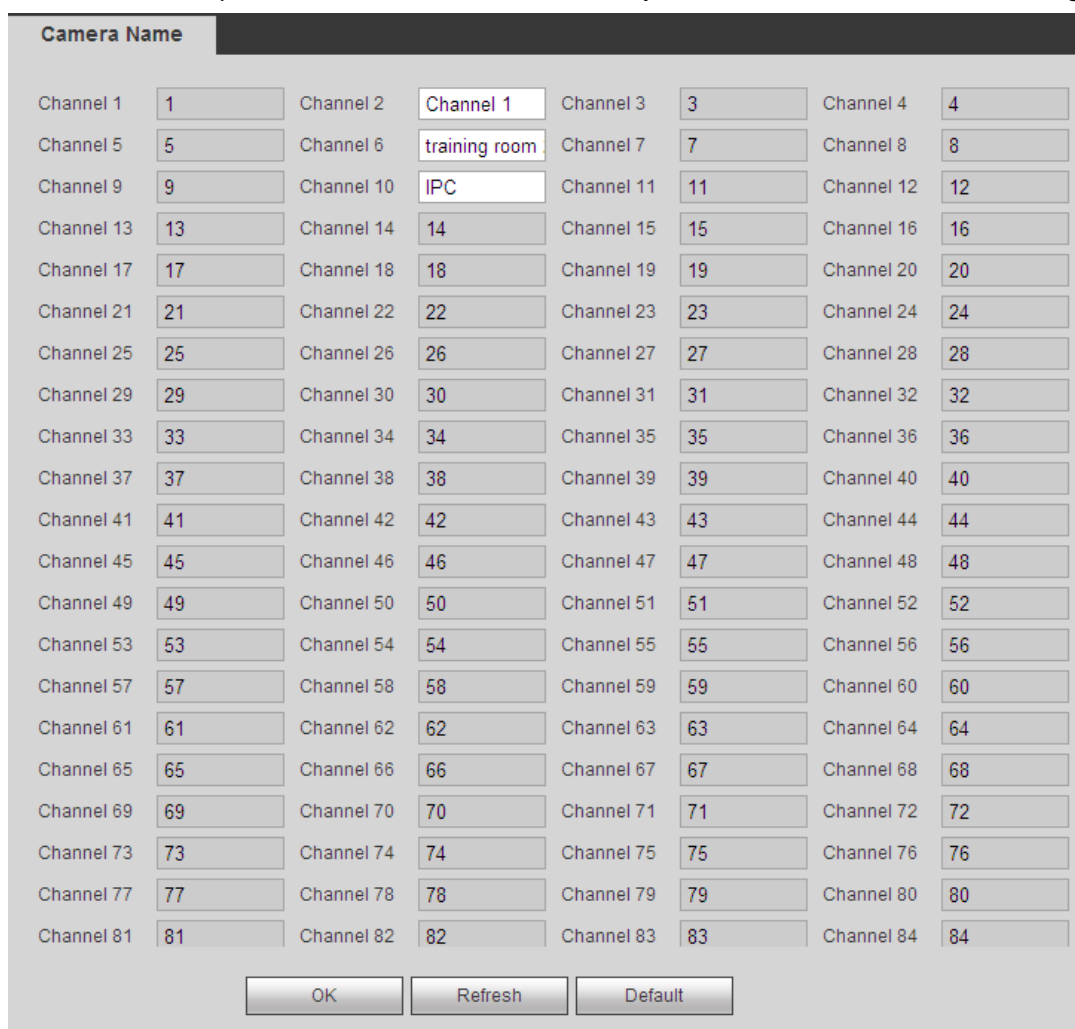 Camera Name
Channel 1 1 Channel 2 Channel 1 Channel 3 3 Channel 4 4
Channel 5 5 Channel 6 training room Channel 7 7 Channel 8 8
Channel 9 9 Channel 10 IPC Channel 11 11 Channel 12 12
Channel 13 13 Channel 14 14 Channel 15 15 Channel 16 16
Channel 17 17 Channel 18 18 Channel 19 19 Channel 20 20
Channel 21 21 Channel 22 22 Channel 23 23 Channel 24 24
Channel 25 25 Channel 26 26 Channel 27 27 Channel 28 28
Channel 29 29 Channel 30 30 Channel 31 31 Channel 32 32
Channel 33 33 Channel 34 34 Channel 35 35 Channel 36 36
Channel 37 37 Channel 38 38 Channel 39 39 Channel 40 40
Channel 41 41 Channel 42 42 Channel 43 43 Channel 44 44
Channel 45 45 Channel 46 46 Channel 47 47 Channel 48 48
Channel 49 49 Channel 50 50 Channel 51 51 Channel 52 52
Channel 53 53 Channel 54 54 Channel 55 55 Channel 56 56
Channel 57 57 Channel 58 58 Channel 59 59 Channel 60 60
Channel 61 61 Channel 62 62 Channel 63 63 Channel 64 64
Channel 65 65 Channel 66 66 Channel 67 67 Channel 68 68
Channel 69 69 Channel 70 70 Channel 71 71 Channel 72 72
Channel 73 73 Channel 74 74 Channel 75 75 Channel 76 76
Channel 77 77 Channel 78 78 Channel 79 79 Channel 80 80
Channel 81 81 Channel 82 82 Channel 83 83 Channel 84 84
OK Refresh Default